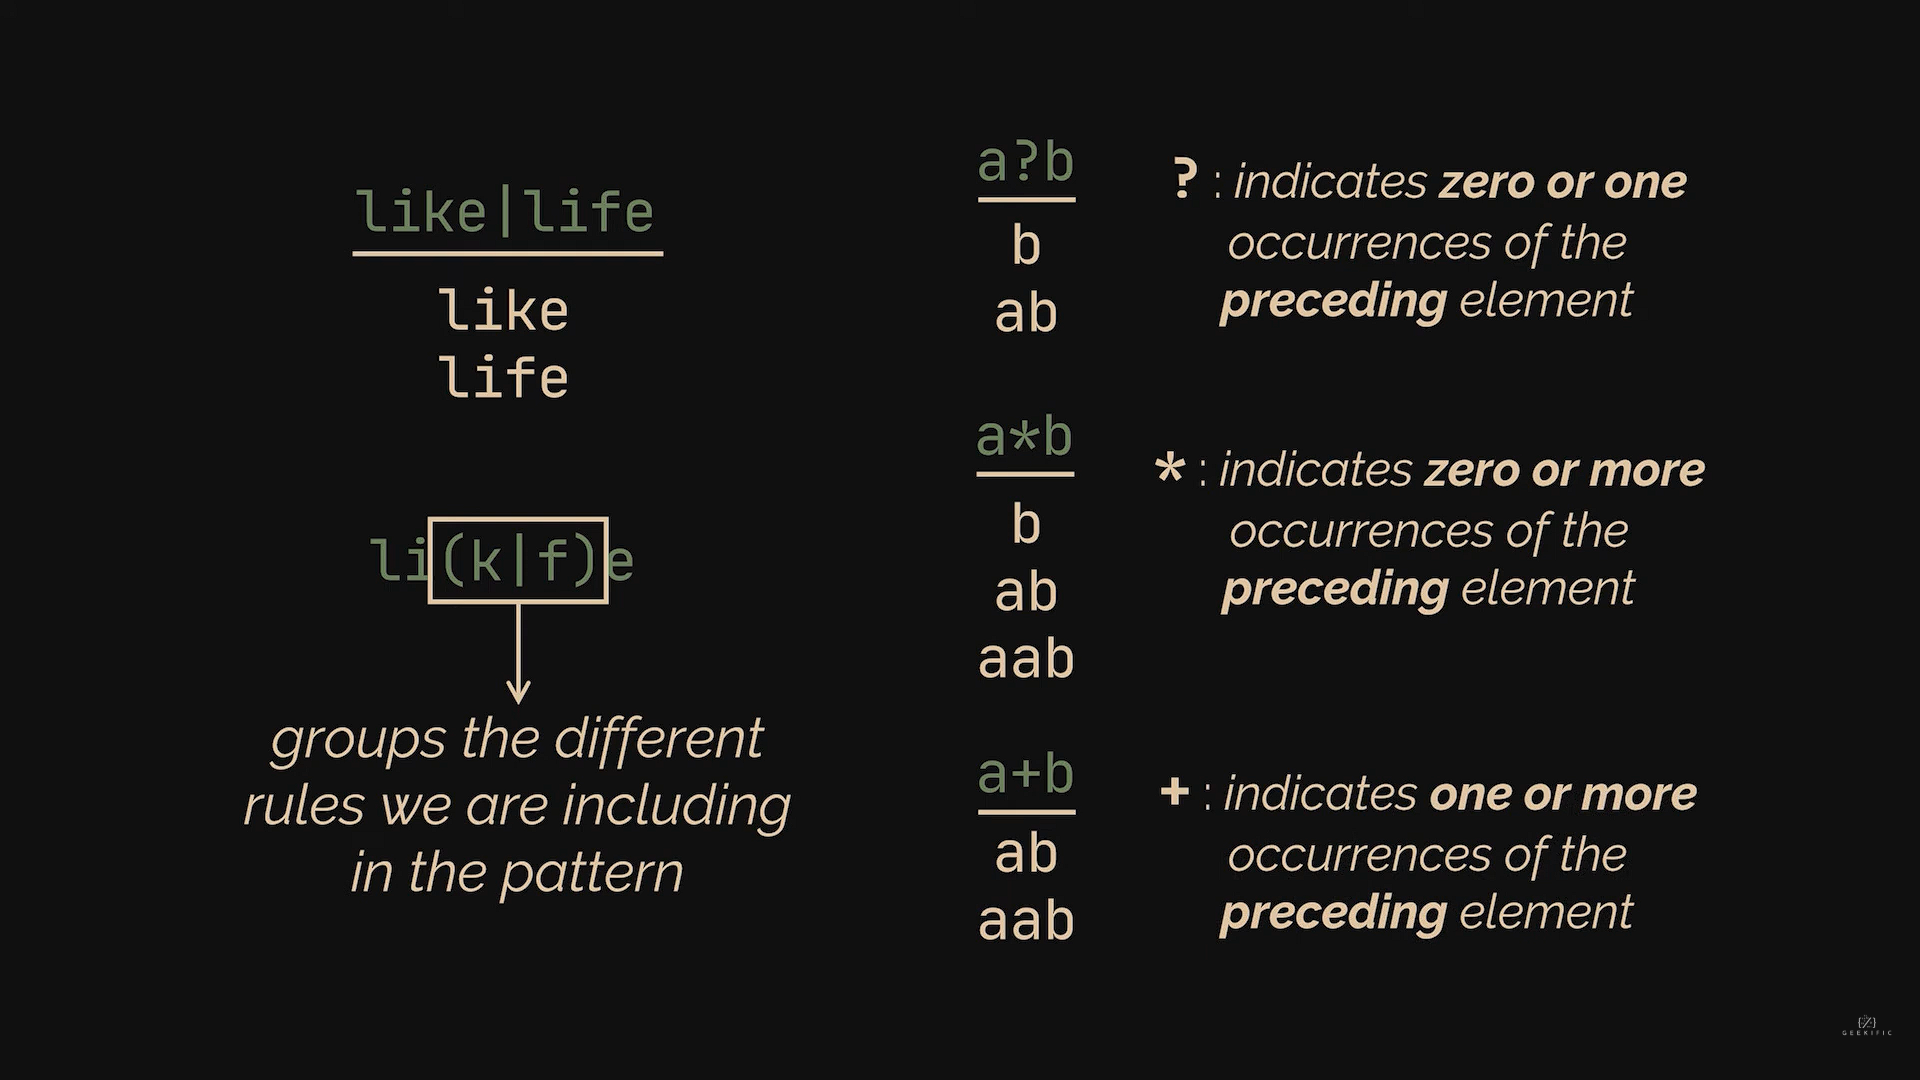 like|life
like
life
li(k|f)e
groups the different
rules we are including
in the pattern
a?b
b
ab
? : indicates zero or one
occurrences of the
preceding element
a*b
b
ab
aab
* : indicates zero or more
occurrences of the
preceding element
a+b
ab
aab
+ : indicates one or more
occurrences of the
preceding element
GEEKIFIC